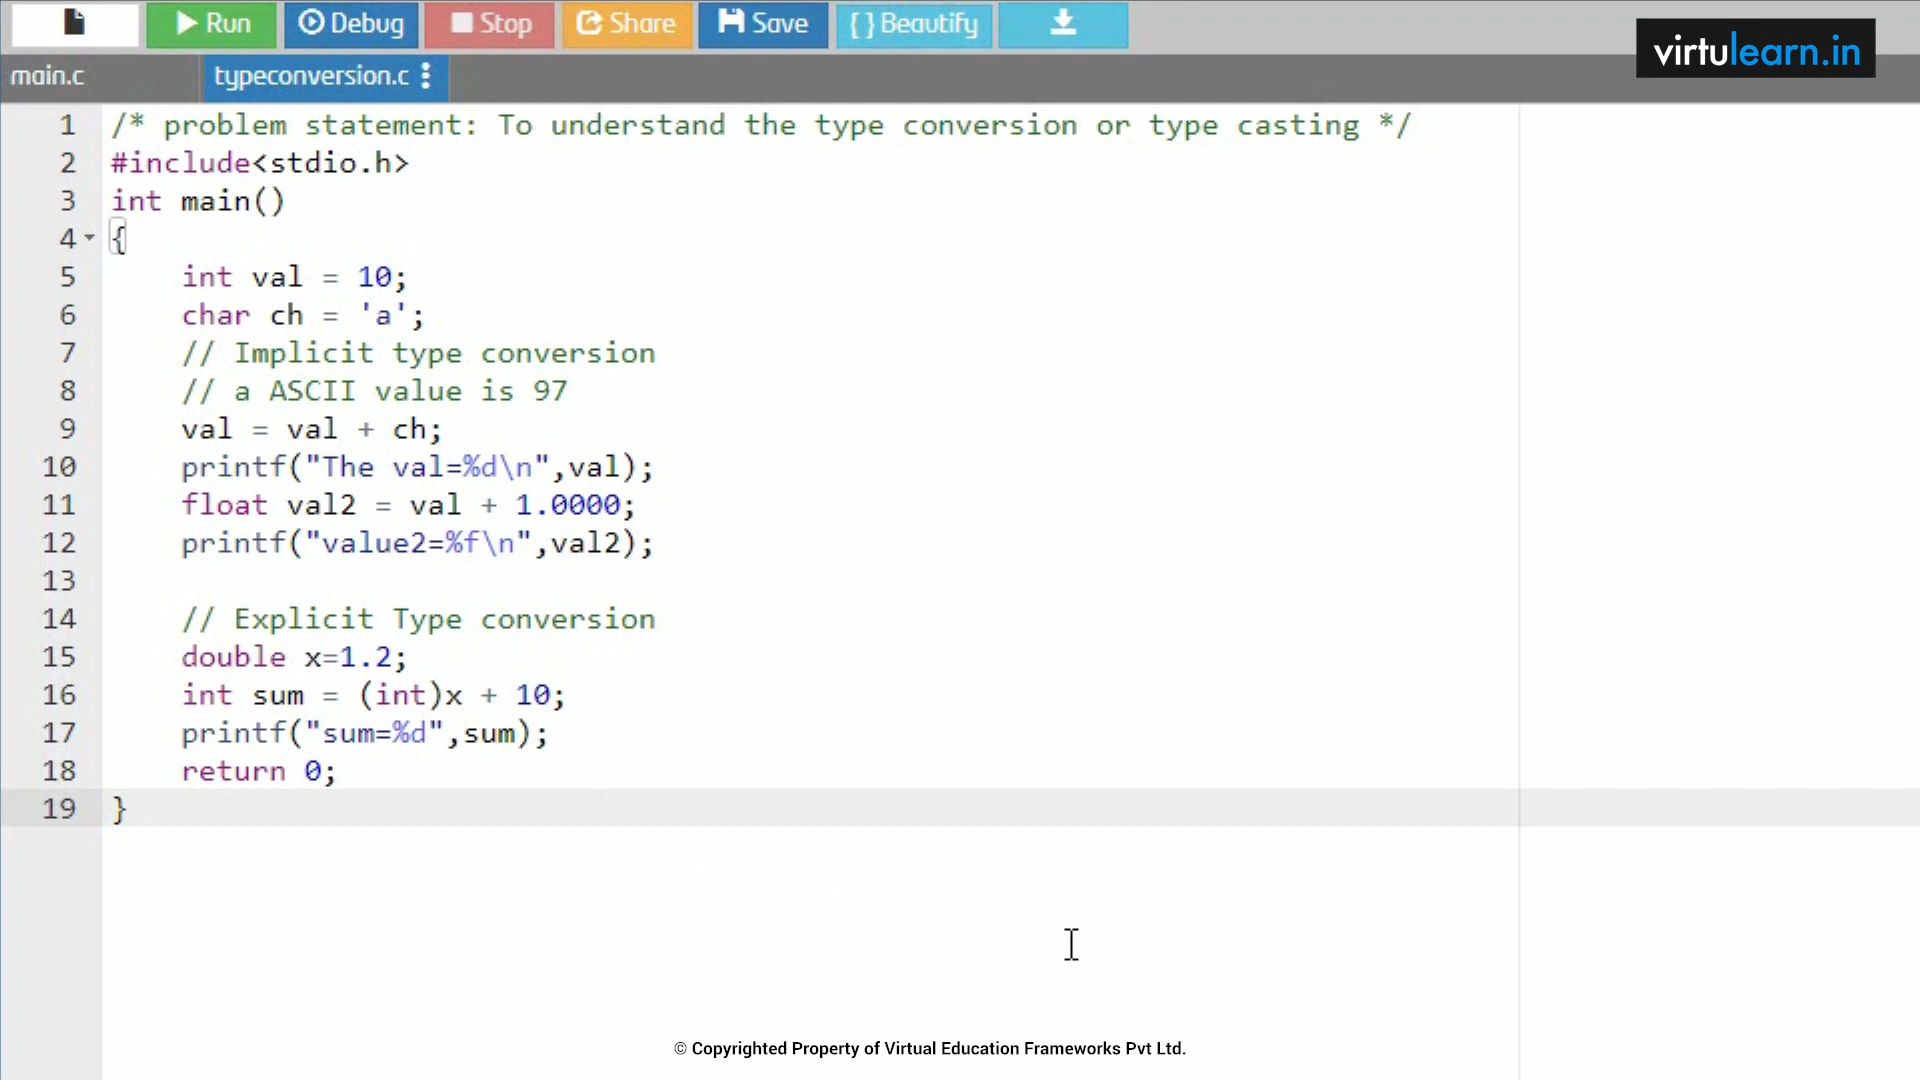 Run Debug Stop Share Save { } Beautify
virtulearn.in
main.c typeconversion.c
1 /* problem statement: To understand the type conversion or type casting */
2 #include<stdio.h>
3 int main()
4 {
5 int val = 10;
6 char ch = 'a';
7 // Implicit type conversion
8 // a ASCII value is 97
9 val = val + ch;
10 printf("The val=%d\n",val);
11 float val2 = val + 1.0000;
12 printf("value2=%f\n",val2);
13
14 // Explicit Type conversion
15 double x=1.2;
16 int sum = (int)x + 10;
17 printf("sum=%d",sum);
18 return 0;
19 }
© Copyrighted Property of Virtual Education Frameworks Pvt Ltd.